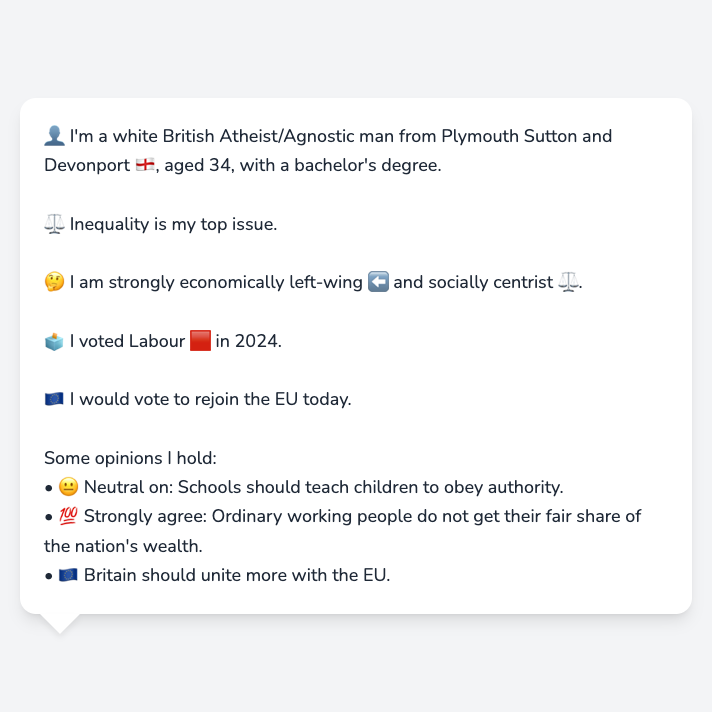 👤 I'm a white British Atheist/Agnostic man from Plymouth Sutton and
Devonport 🏴󠁧󠁢󠁥󠁮󠁧󠁿, aged 34, with a bachelor's degree.
⚖️ Inequality is my top issue.
🤔 I am strongly economically left-wing ⬅️ and socially centrist ⚖️.
🗳️ I voted Labour 🟥 in 2024.
🇪🇺 I would vote to rejoin the EU today.
Some opinions I hold:
• 😐 Neutral on: Schools should teach children to obey authority.
• 💯 Strongly agree: Ordinary working people do not get their fair share of
the nation's wealth.
• 🇪🇺 Britain should unite more with the EU.